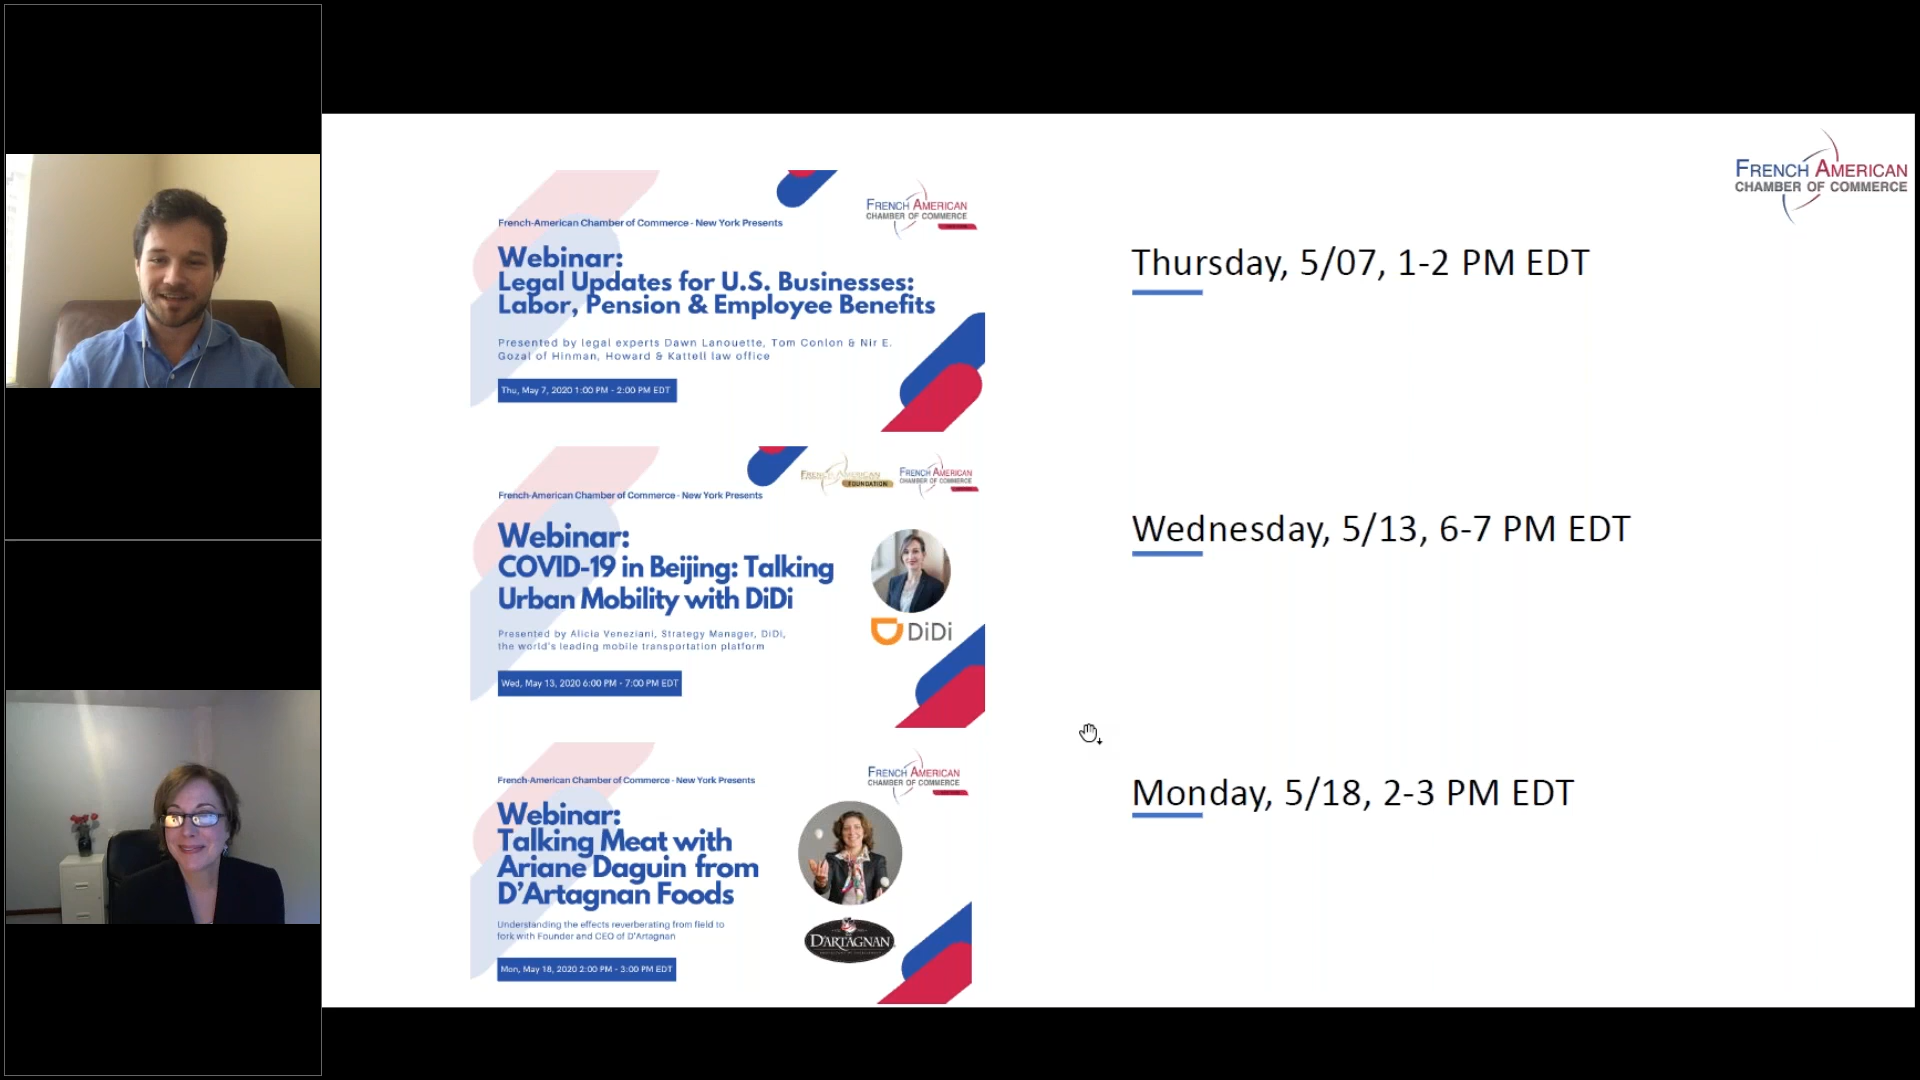 FRENCH AMERICAN
CHAMBER OF COMMERCE
French-American Chamber of Commerce - New York Presents
FRENCH AMERICAN
CHAMBER OF COMMERCE
Webinar:
Legal Updates for U.S. Businesses:
Labor, Pension & Employee Benefits
Presented by legal experts Dawn Lanouette, Tom Conlon & Nir E.
Gozal of Hinman, Howard & Kattell law office
Thu, May 7, 2020 1:00 PM - 2:00 PM EDT
Thursday, 5/07, 1-2 PM EDT
French-American Chamber of Commerce - New York Presents
FRENCH AMERICAN
FOUNDATION
FRENCH AMERICAN
CHAMBER OF COMMERCE
Webinar:
COVID-19 in Beijing: Talking
Urban Mobility with DiDi
Presented by Alicia Veneziani, Strategy Manager, DiDi,
the world's leading mobile transportation platform
Wed, May 13, 2020 6:00 PM - 7:00 PM EDT
DiDi
Wednesday, 5/13, 6-7 PM EDT
French-American Chamber of Commerce - New York Presents
FRENCH AMERICAN
CHAMBER OF COMMERCE
Webinar:
Talking Meat with
Ariane Daguin from
D'Artagnan Foods
Understanding the effects reverberating from field to
fork with Founder and CEO of D'Artagnan
Mon, May 18, 2020 2:00 PM - 3:00 PM EDT
D'ARTAGNAN
Monday, 5/18, 2-3 PM EDT